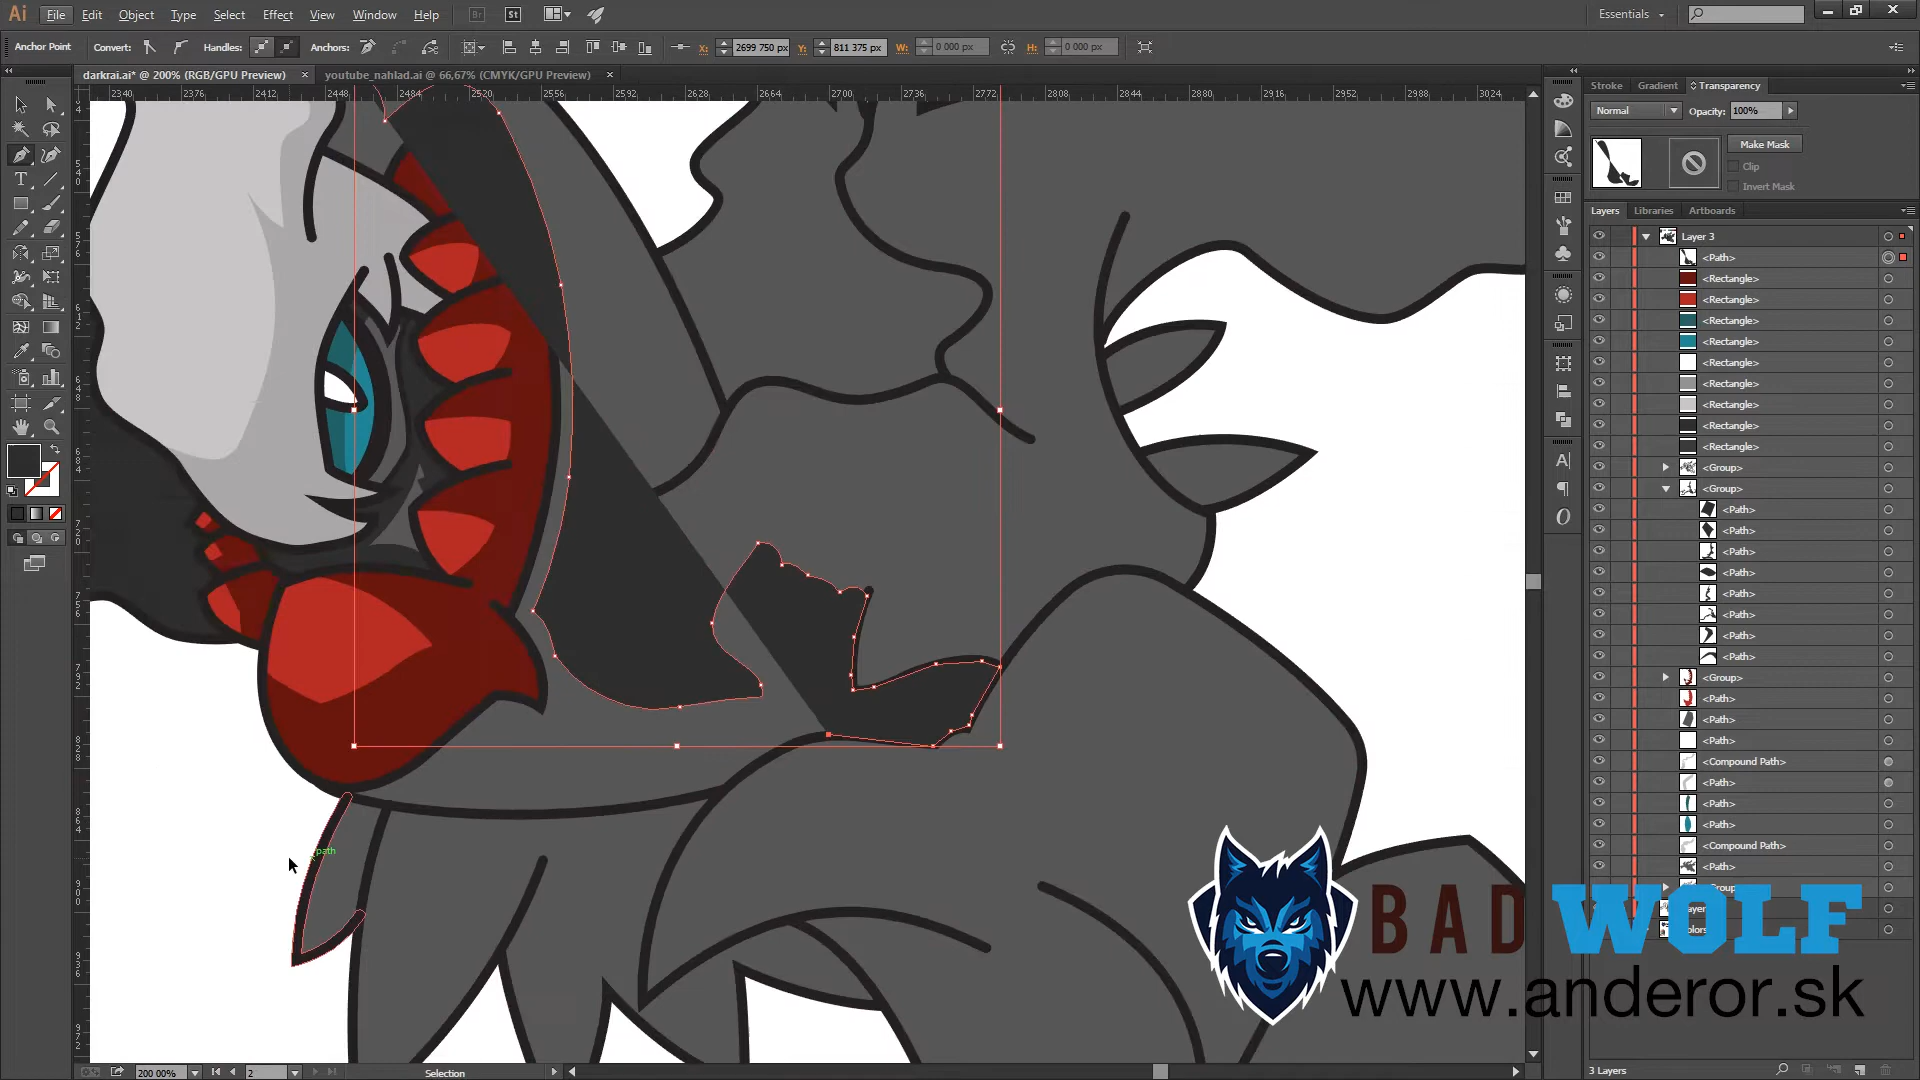 Ai File Edit Object Type Select Effect View Window Help Br St Essentials
Anchor Point Convert: Handles: Anchors: X: 2699 750 px Y: 811 375 px W: 0 000 px H: 0 000 px
darkrai.ai* @ 200% (RGB/GPU Preview) × youtube_nahlad.ai @ 66,67% (CMYK/GPU Preview) ×
2340 2376 2412 2448 2484 2520 2556 2592 2628 2664 2700 2736 2772 2808 2844 2880 2916 2952 2988 3024
Stroke Gradient Transparency
Normal Opacity: 100%
Make Mask
Clip
Invert Mask
Layers Libraries Artboards
Layer 3
<Path>
<Rectangle>
<Rectangle>
<Rectangle>
<Rectangle>
<Rectangle>
<Rectangle>
<Rectangle>
<Rectangle>
<Rectangle>
<Group>
<Group>
<Path>
<Path>
<Path>
<Path>
<Path>
<Path>
<Path>
<Path>
<Group>
<Path>
<Path>
<Path>
<Compound Path>
<Path>
<Path>
<Path>
<Compound Path>
<Path>
path
BAD WOLF
www.anderor.sk
200 00% 2 Selection
3 Layers